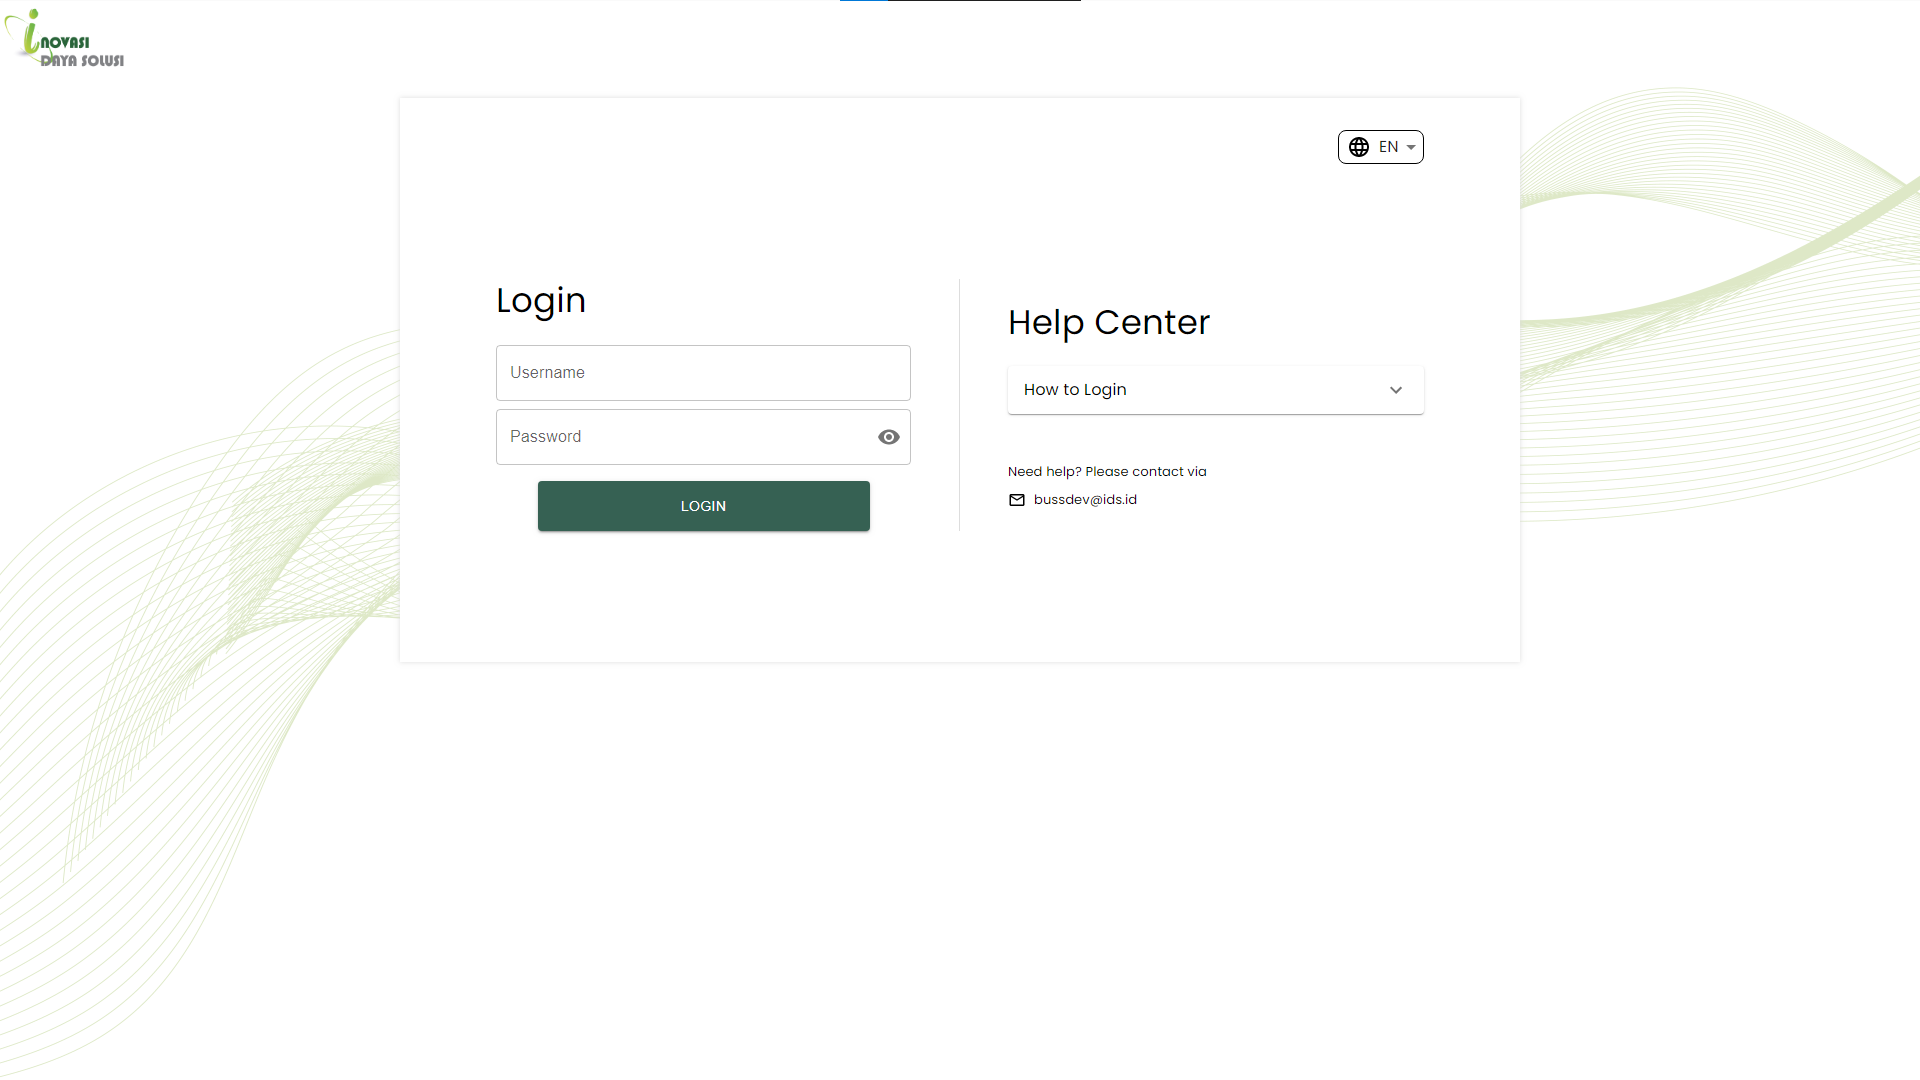 inovasi
DAYA SOLUSI
EN
Login
Username
Password
LOGIN
Help Center
How to Login
Need help? Please contact via
bussdev@ids.id